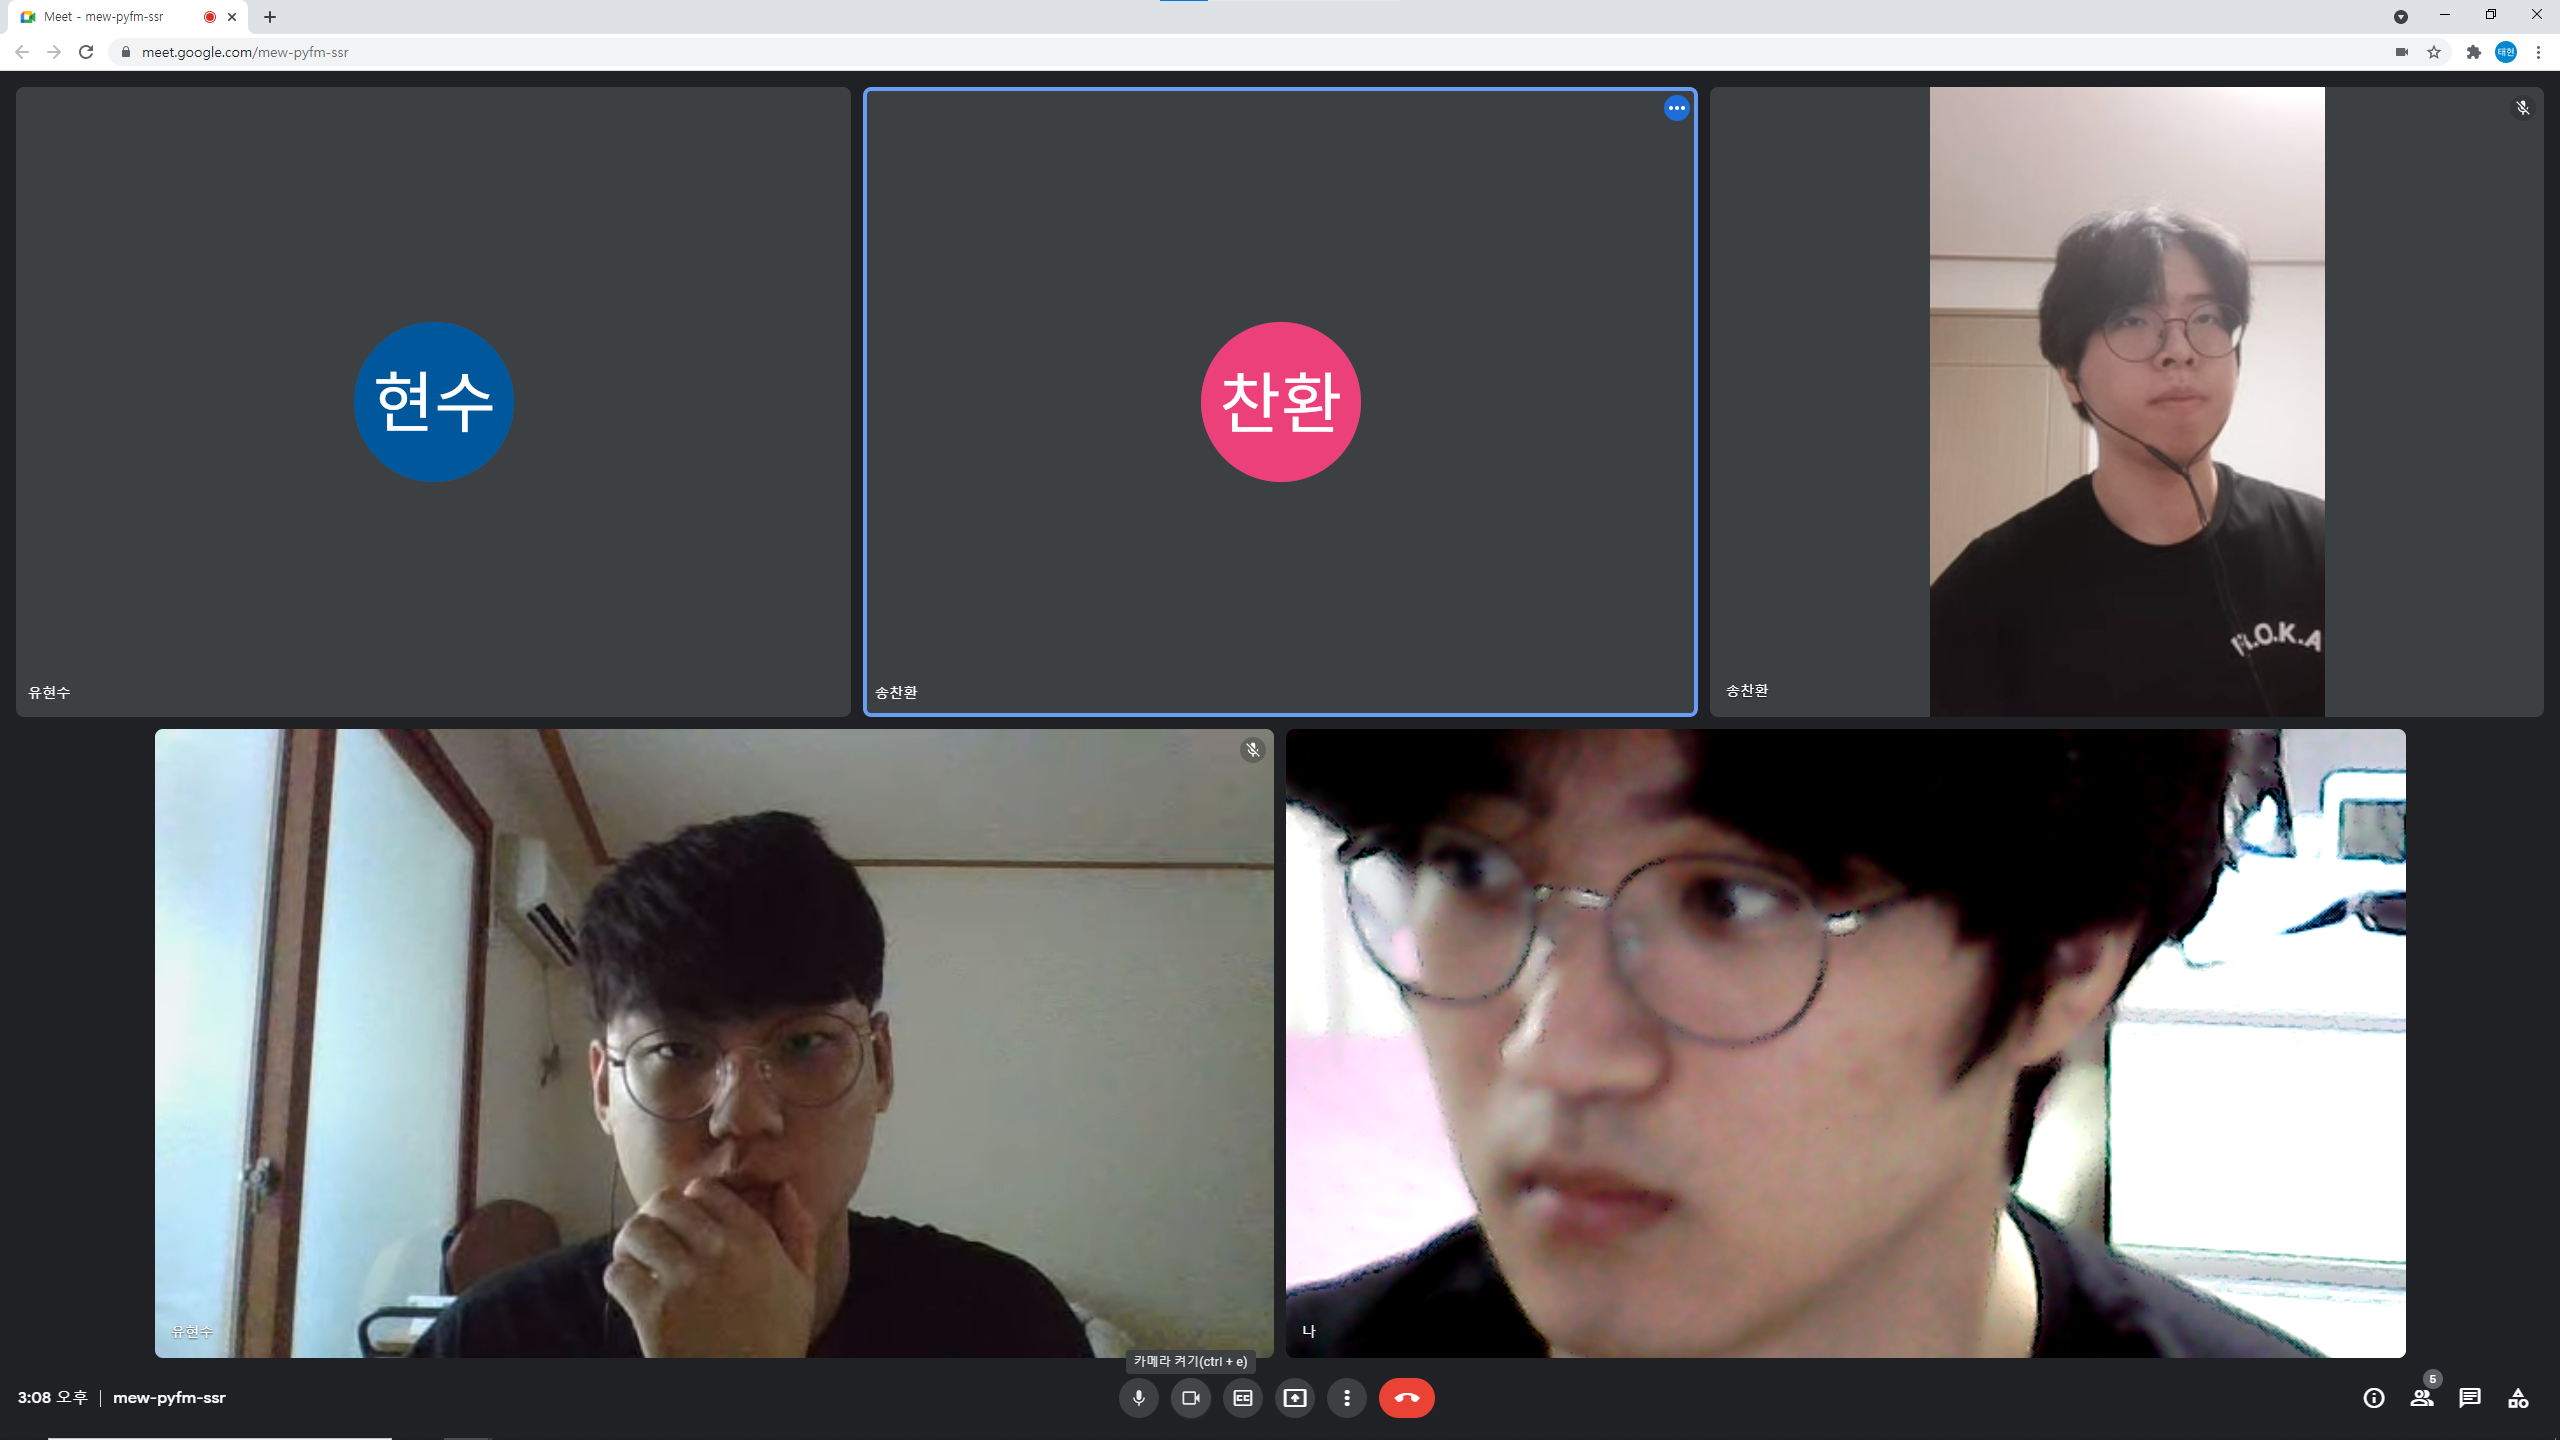 Meet - mew-pyfm-ssr
meet.google.com/mew-pyfm-ssr
태현
현수
유현수
찬환
송찬환
R.O.K.A
송찬환
유현수
나
카메라 켜기(ctrl + e)
3:08 오후 | mew-pyfm-ssr
CC
5